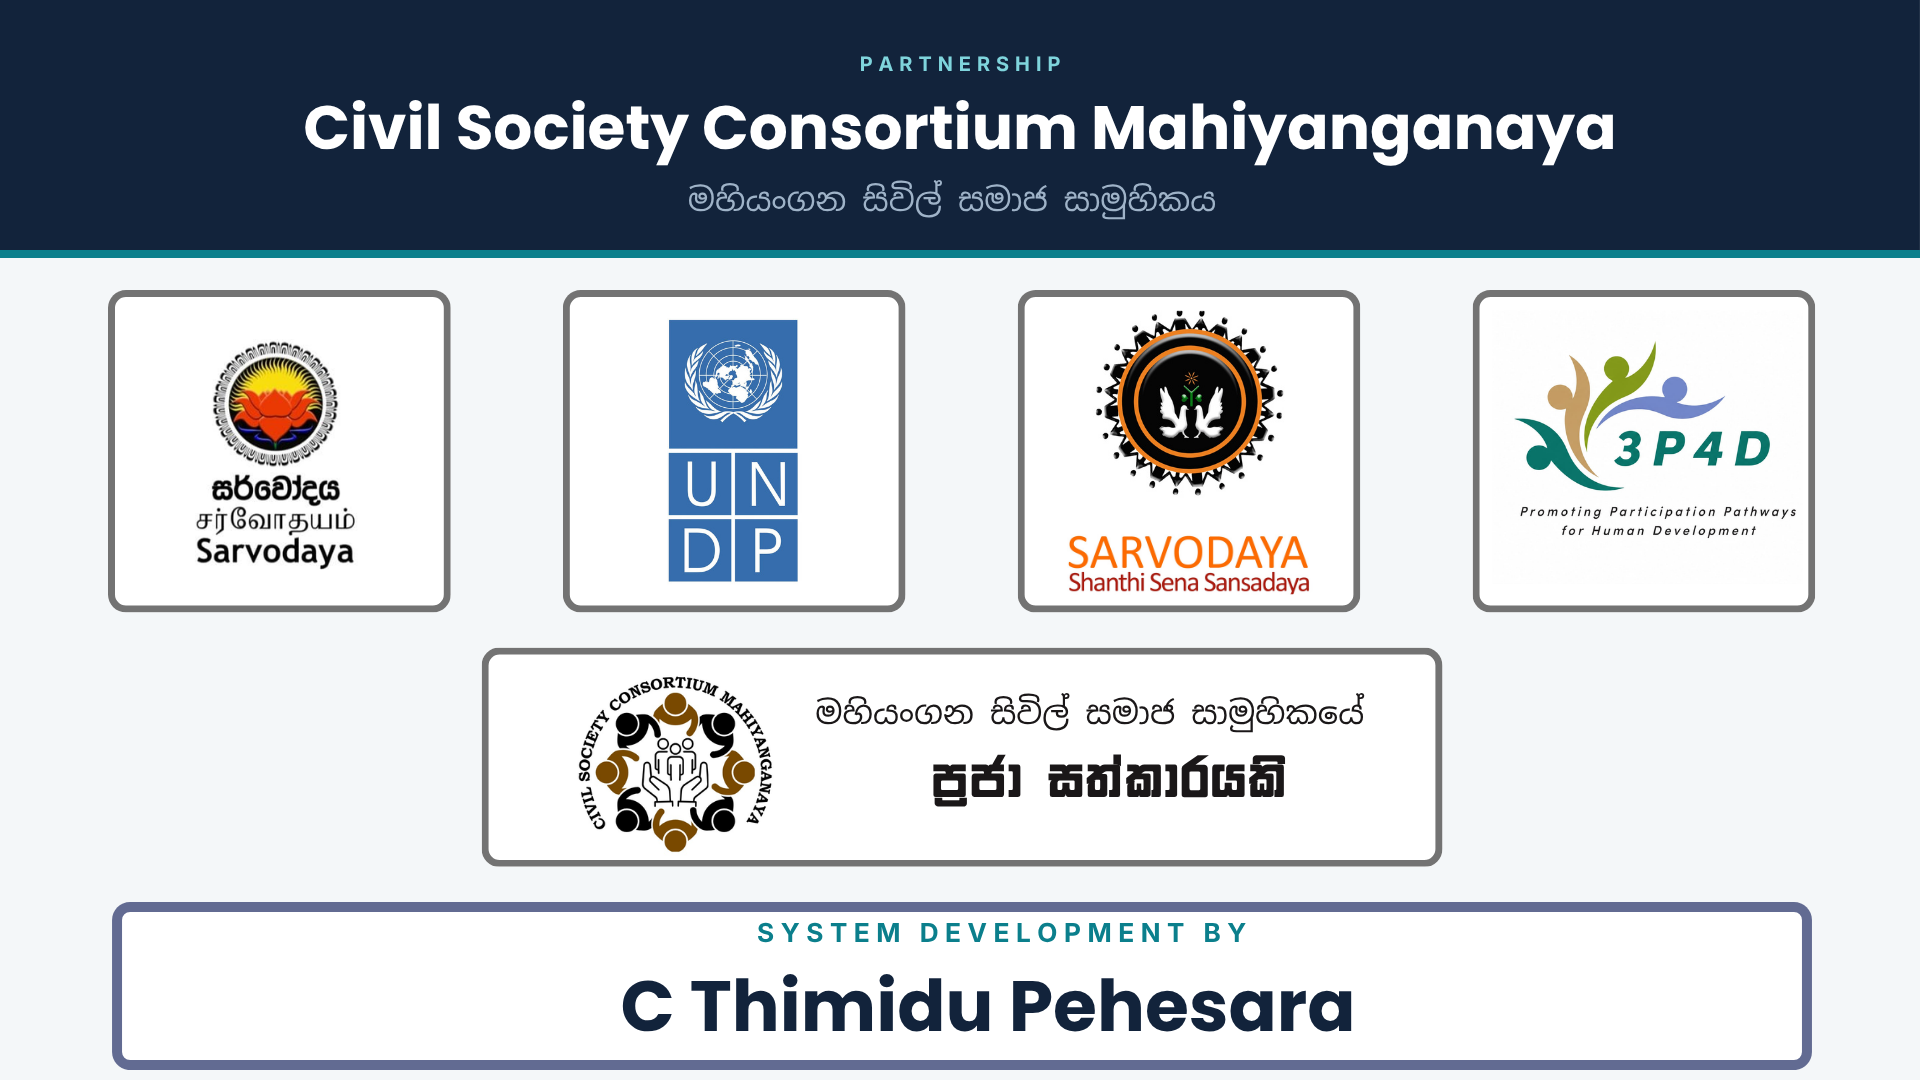 PARTNERSHIP
Civil Society Consortium Mahiyanganaya
මහියංගන සිවිල් සමාජ සාමුහිකය
සර්වෝදය
சர்வோதயம்
Sarvodaya
U N
D P
SARVODAYA
Shanthi Sena Sansadaya
3P4D
Promoting Participation Pathways
for Human Development
CIVIL SOCIETY CONSORTIUM MAHIYANGANAYA
මහියංගන සිවිල් සමාජ සාමුහිකයේ
ප්‍රජා සත්කාරයකි
SYSTEM DEVELOPMENT BY
C Thimidu Pehesara